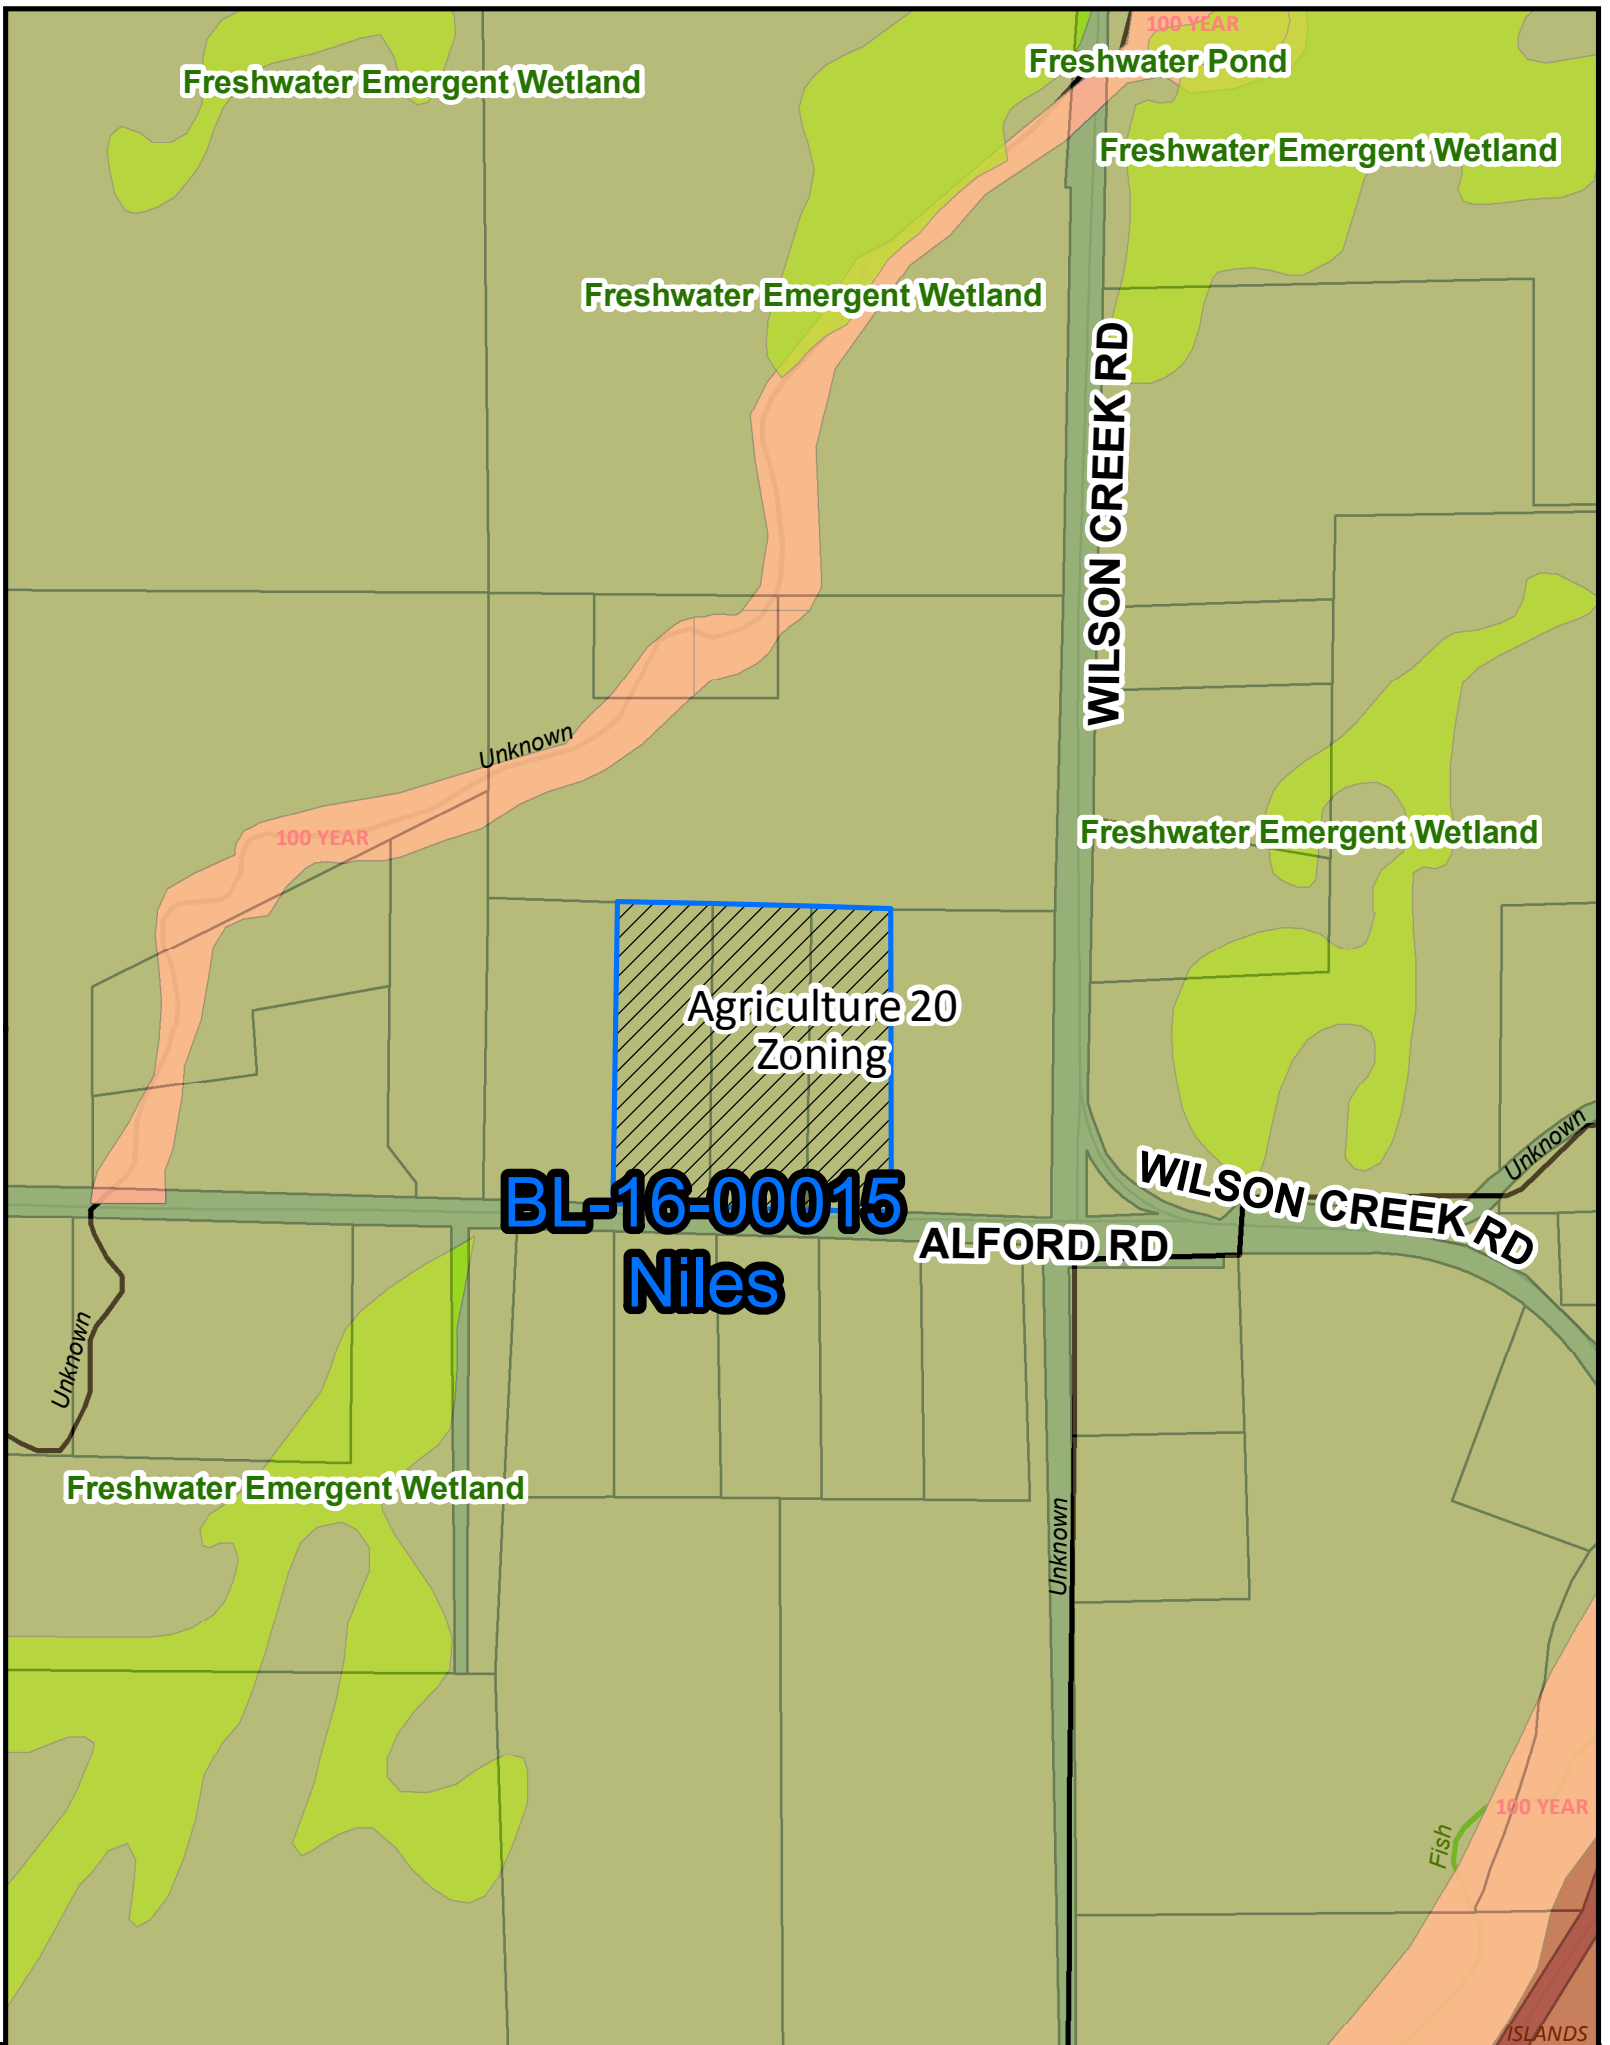 100 YEAR
Freshwater Pond
Freshwater Emergent Wetland
Freshwater Emergent Wetland
Freshwater Emergent Wetland
WILSON CREEK RD
Unknown
100 YEAR
Freshwater Emergent Wetland
Agriculture 20
Zoning
Unknown
WILSON CREEK RD
BL-16-00015
Niles
ALFORD RD
Unknown
Freshwater Emergent Wetland
Unknown
100 YEAR
Fish
ISLANDS